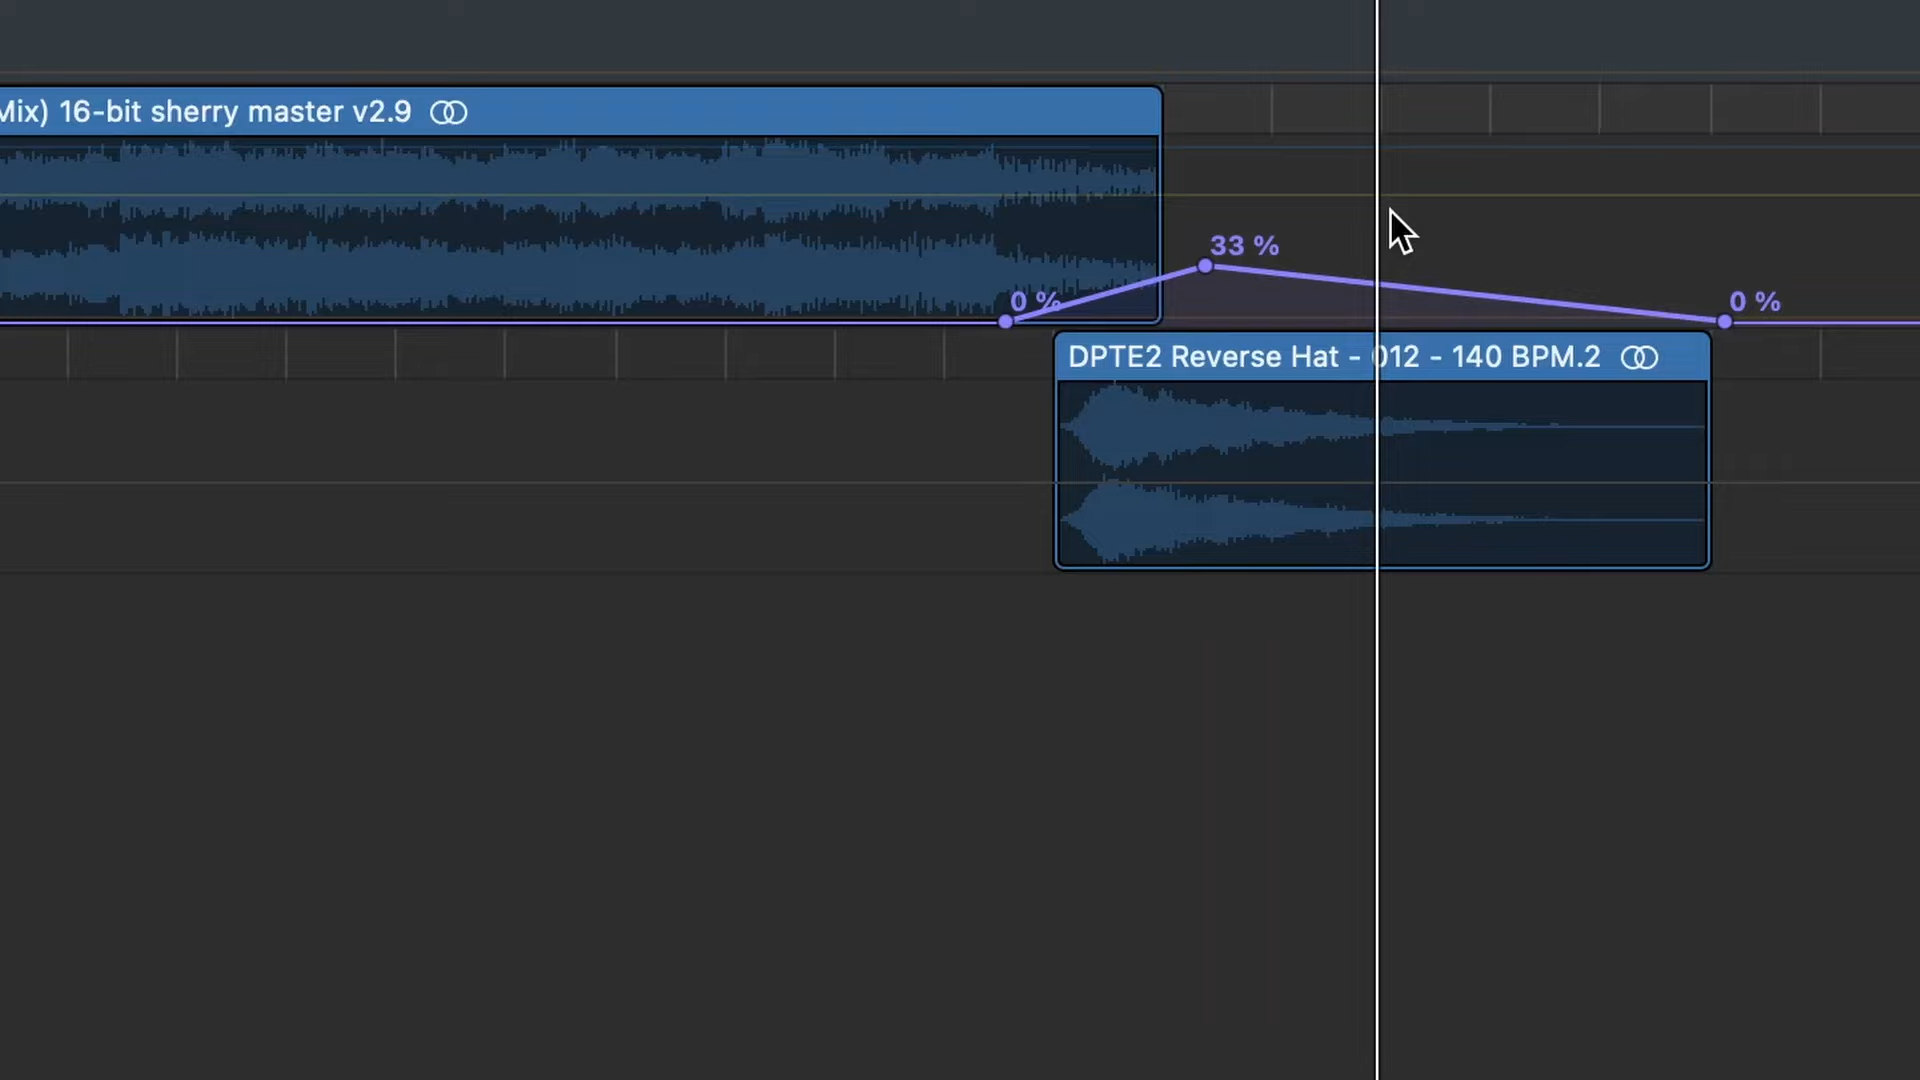 Mix) 16-bit sherry master v2.9
33 %
0 %
0 %
DPTE2 Reverse Hat - 012 - 140 BPM.2